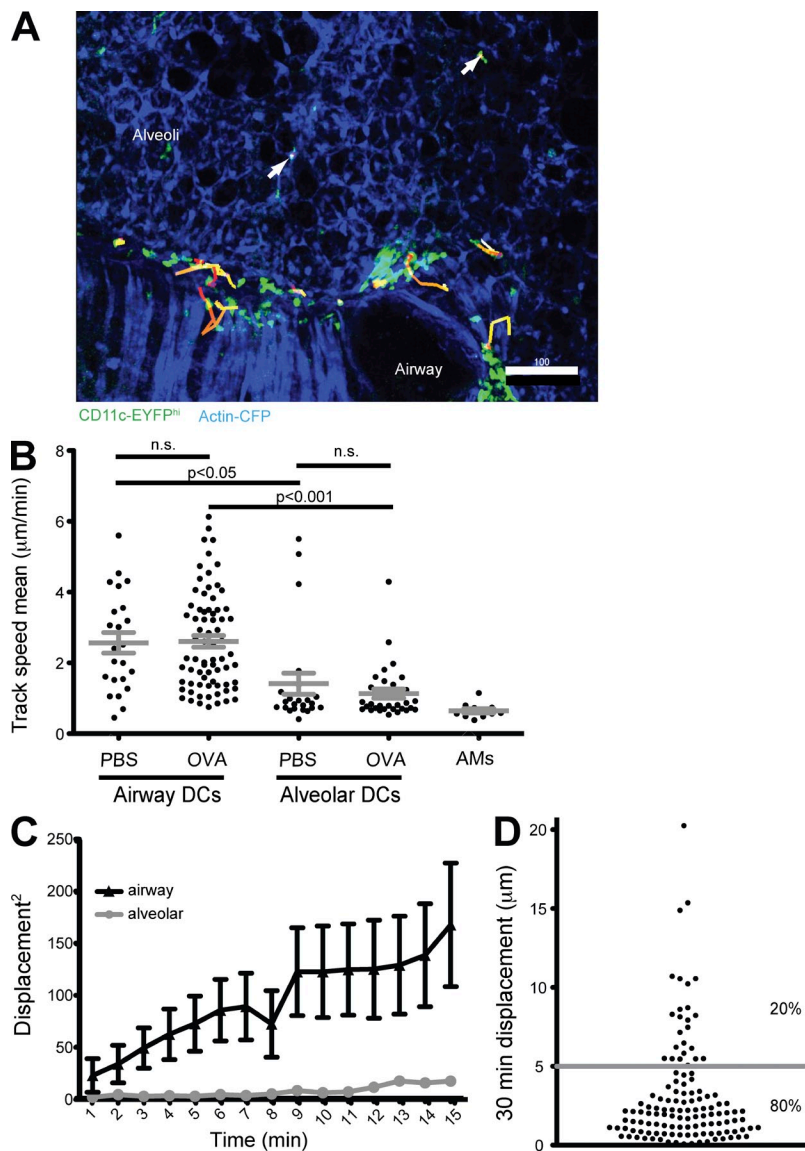 A
Alveoli
Airway
100
CD11c-EYFPhi Actin-CFP
B
Track speed mean (μm/min)
8
6
4
2
0
n.s.
n.s.
p<0.05
p<0.001
PBS OVA PBS OVA AMs
Airway DCs Alveolar DCs
C
Displacement2
250
200
150
100
50
0
airway
alveolar
1 2 3 4 5 6 7 8 9 10 11 12 13 14 15
Time (min)
D
30 min displacement (μm)
20
15
10
5
0
20%
80%